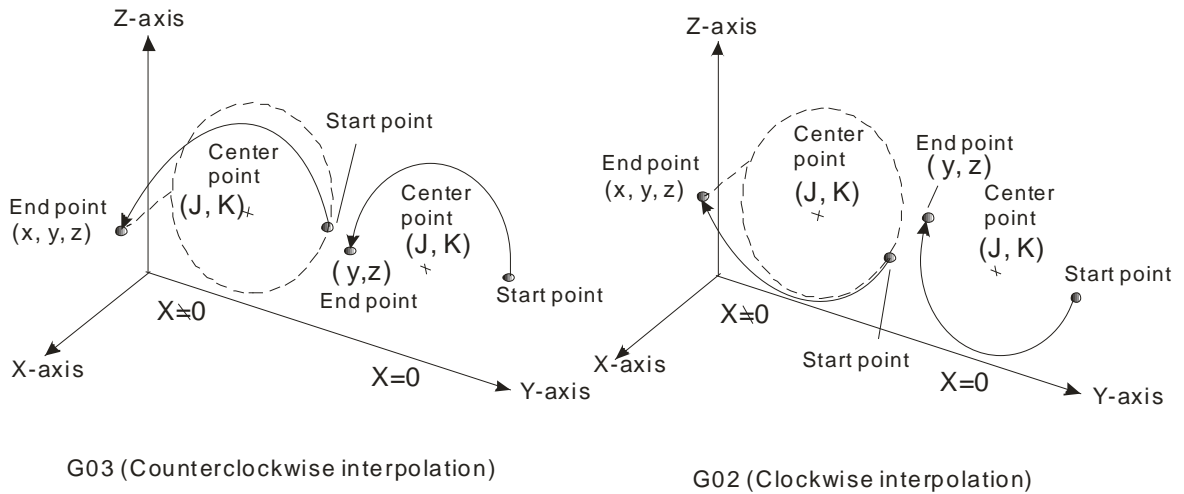 Z-axis
Start point
Center
point
(J, K)
End point
(x, y, z)
Center
point
(J, K)
(y,z)
End point
Start point
X≠0
X-axis
X=0
Y-axis
G03 (Counterclockwise interpolation)
Z-axis
Center
point
(J, K)
End point
(x, y, z)
End point
(y, z)
Center
point
(J, K)
Start point
X≠0
X-axis
Start point
X=0
Y-axis
G02 (Clockwise interpolation)